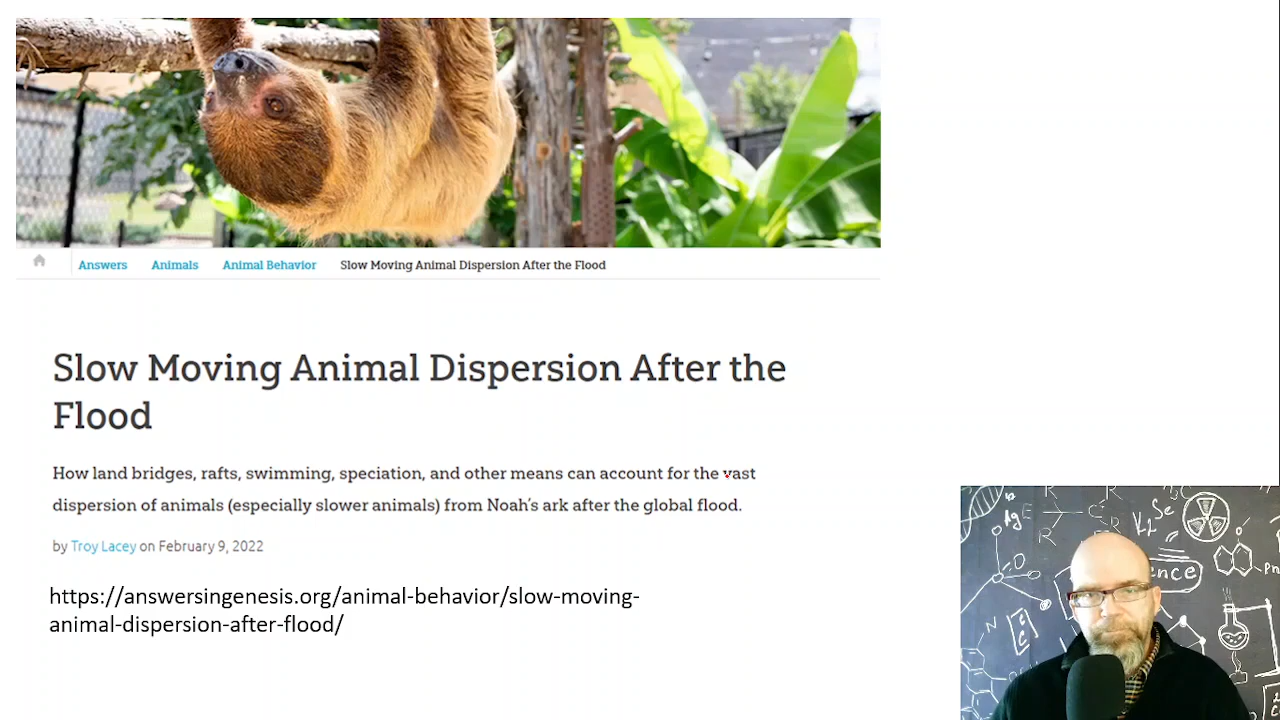 Answers Animals Animal Behavior Slow Moving Animal Dispersion After the Flood
Slow Moving Animal Dispersion After the
Flood
How land bridges, rafts, swimming, speciation, and other means can account for the vast
dispersion of animals (especially slower animals) from Noah's ark after the global flood.
by Troy Lacey on February 9, 2022
https://answersingenesis.org/animal-behavior/slow-moving-
animal-dispersion-after-flood/
Se
Ag